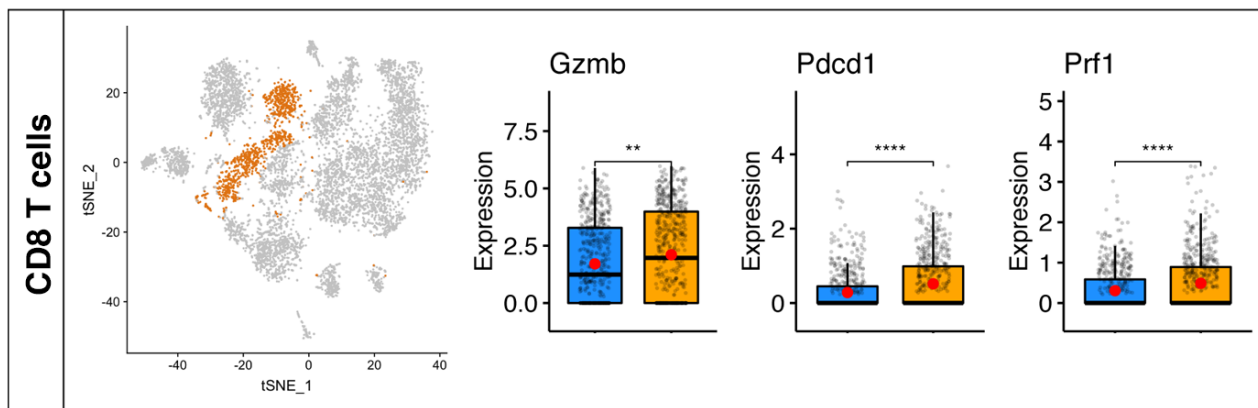 CD8 T cells
20
0
-20
-40
tSNE_2
-40
-20
0
20
40
tSNE_1
Gzmb
Expression
7.5
5.0
2.5
0.0
**
Pdcd1
Expression
4
2
0
****
Prf1
Expression
5
4
3
2
1
0
****